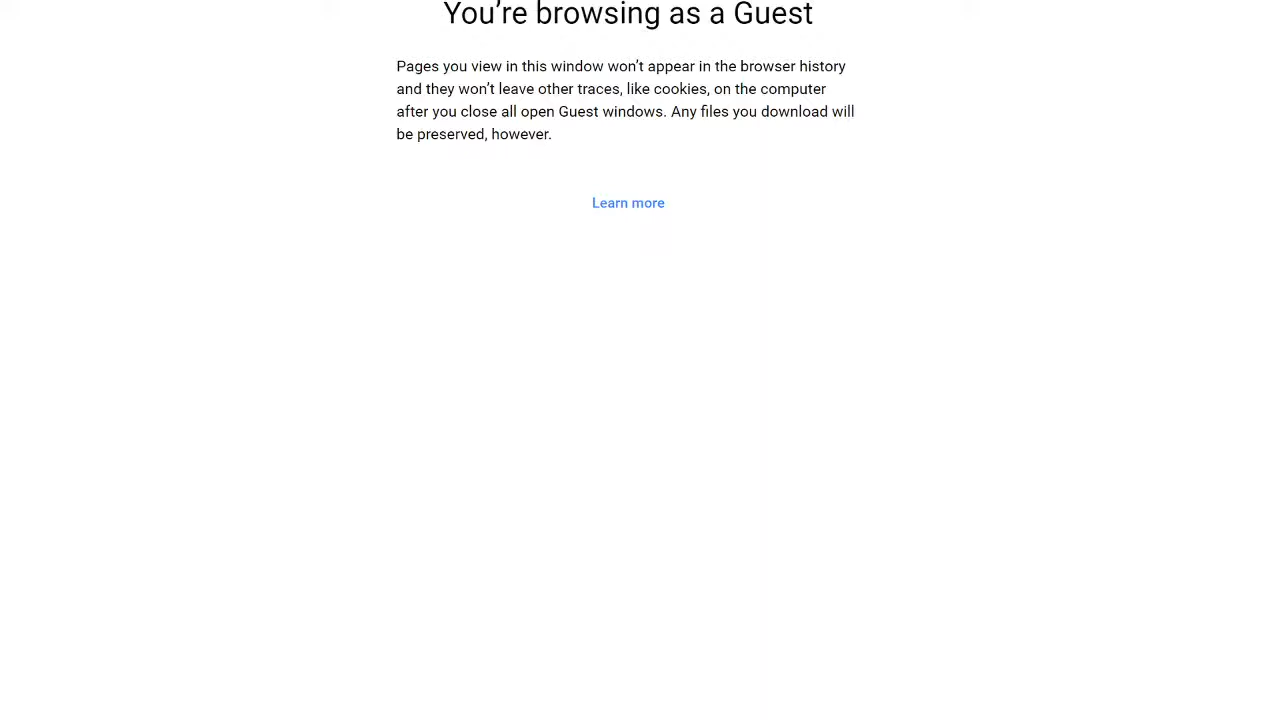 You’re browsing as a Guest
Pages you view in this window won’t appear in the browser history
and they won’t leave other traces, like cookies, on the computer
after you close all open Guest windows. Any files you download will
be preserved, however.
Learn more